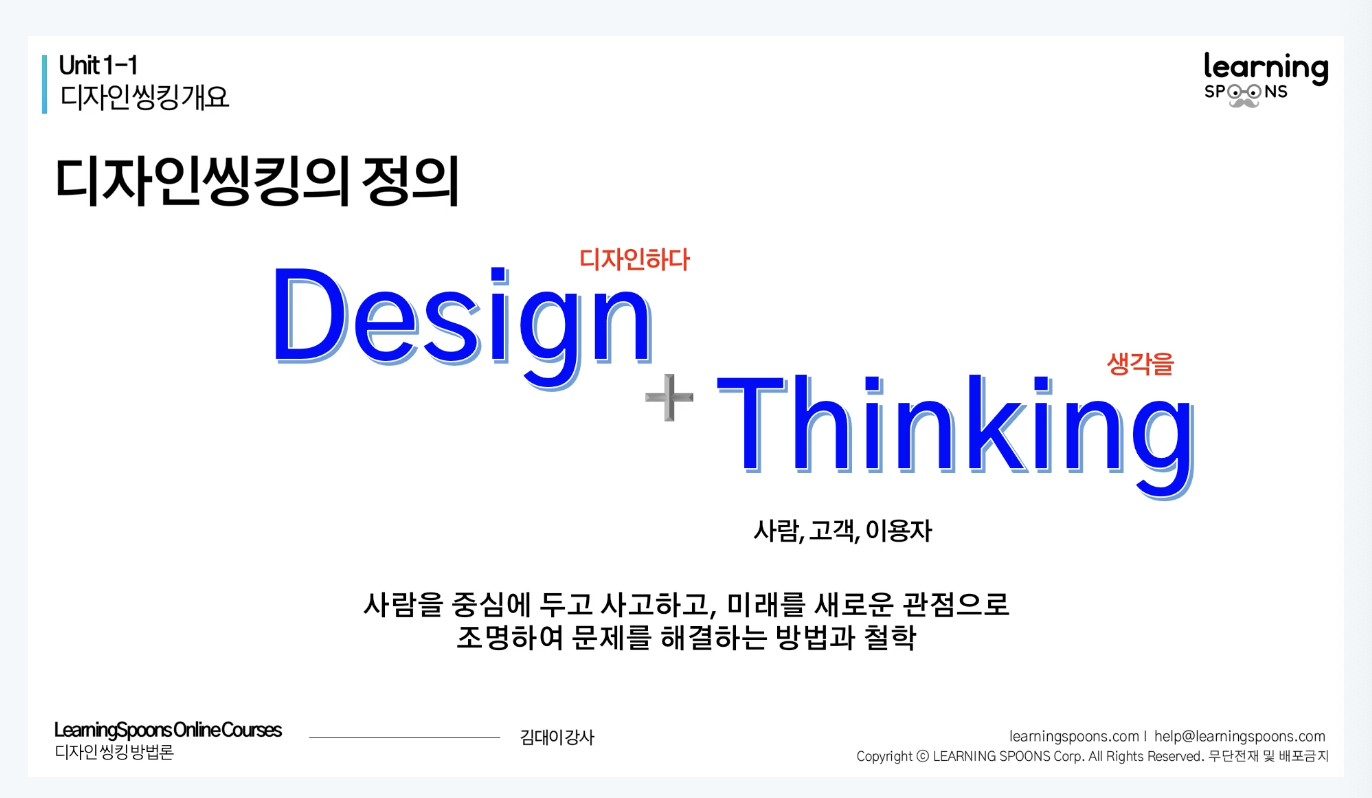 Unit 1-1
디자인씽킹 개요
learning
SPOONS
디자인씽킹의 정의
디자인하다
Design
생각을
+ Thinking
사람, 고객, 이용자
사람을 중심에 두고 사고하고, 미래를 새로운 관점으로
조명하여 문제를 해결하는 방법과 철학
LearningSpoons Online Courses
디자인씽킹 방법론
김대이 강사
learningspoons.com I help@learningspoons.com
Copyright ⓒ LEARNING SPOONS Corp. All Rights Reserved. 무단전재 및 배포금지